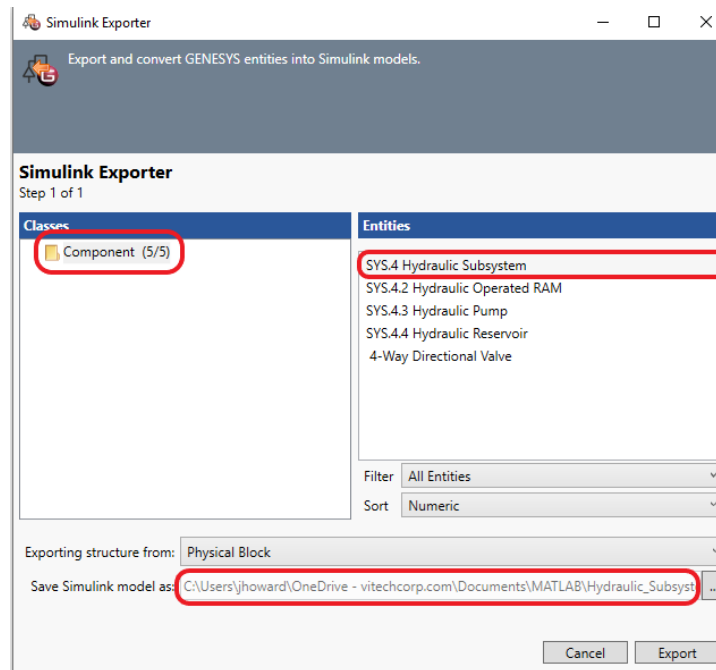 Simulink Exporter
Export and convert GENESYS entities into Simulink models.
Simulink Exporter
Step 1 of 1
Classes
Entities
Component (5/5)
SYS.4 Hydraulic Subsystem
SYS.4.2 Hydraulic Operated RAM
SYS.4.3 Hydraulic Pump
SYS.4.4 Hydraulic Reservoir
4-Way Directional Valve
Filter All Entities
Sort Numeric
Exporting structure from: Physical Block
Save Simulink model as: C:\Users\jhoward\OneDrive - vitechcorp.com\Documents\MATLAB\Hydraulic_Subsyst ...
Cancel Export